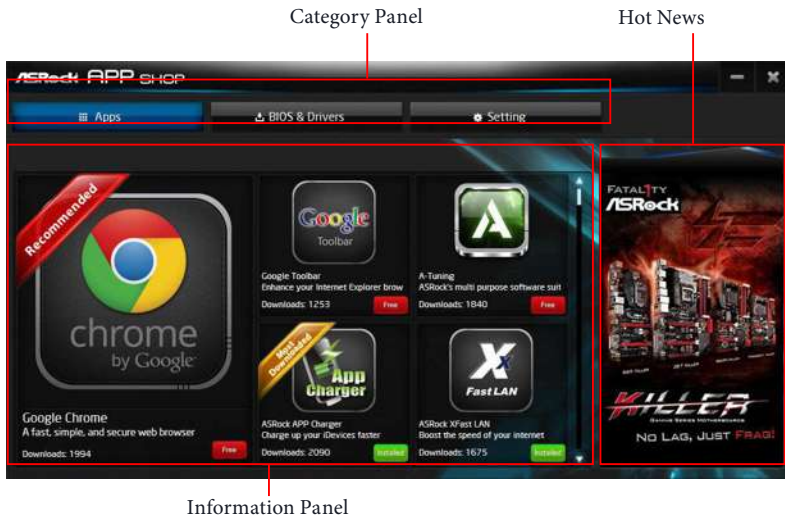 Category Panel
Hot News
ASRock APP SHOP
Apps
BIOS & Drivers
Setting
Recommended
chrome
by Google
Google Chrome
A fast, simple, and secure web browser
Downloads: 1994
Free
Google
Toolbar
Google Toolbar
Enhance your Internet Explorer brow
Downloads: 1253
Free
A
A-Tuning
ASRock's multi purpose software suit
Downloads: 1840
Free
Most
Downloaded
App
Charger
ASRock APP Charger
Charge up your iDevices faster
Downloads: 2090
Installed
X
Fast LAN
ASRock XFast LAN
Boost the speed of your internet
Downloads: 1675
Installed
FATAL1TY
ASRock
KILLER
GAMING SERIES MOTHERBOARD
NO LAG, JUST FRAG!
Information Panel